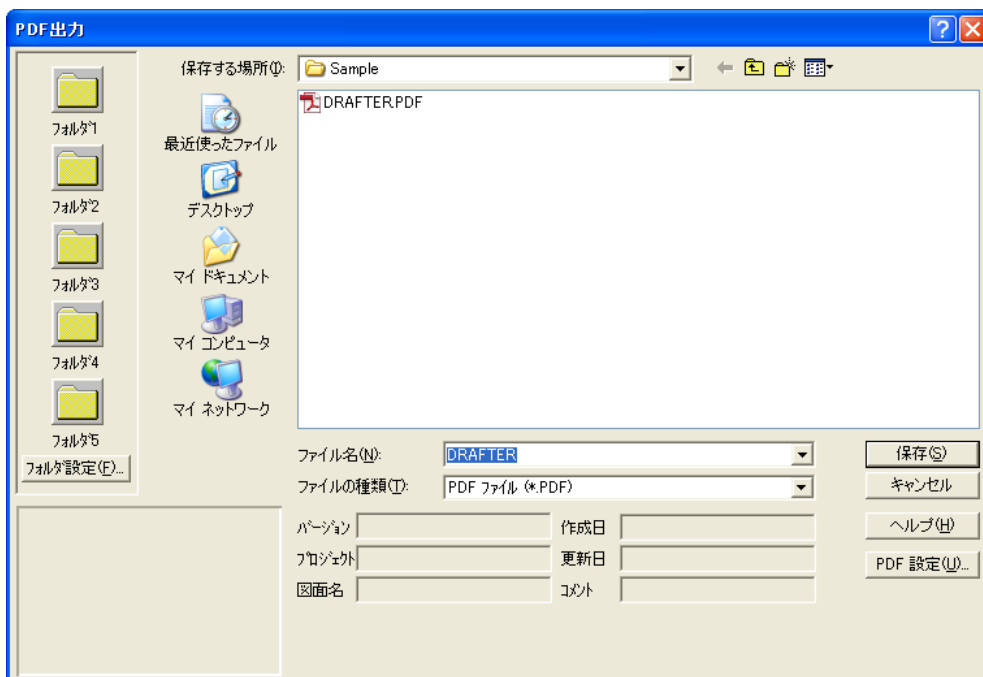 PDF出力
フォルダ1
フォルダ2
フォルダ3
フォルダ4
フォルダ5
フォルダ設定(F)...
保存する場所(I):
Sample
最近使ったファイル
デスクトップ
マイ ドキュメント
マイ コンピュータ
マイ ネットワーク
DRAFTER.PDF
ファイル名(N):
DRAFTER
保存(S)
ファイルの種類(T):
PDF ファイル (*.PDF)
キャンセル
バージョン
作成日
ヘルプ(H)
プロジェクト
更新日
PDF 設定(U)...
図面名
コメント